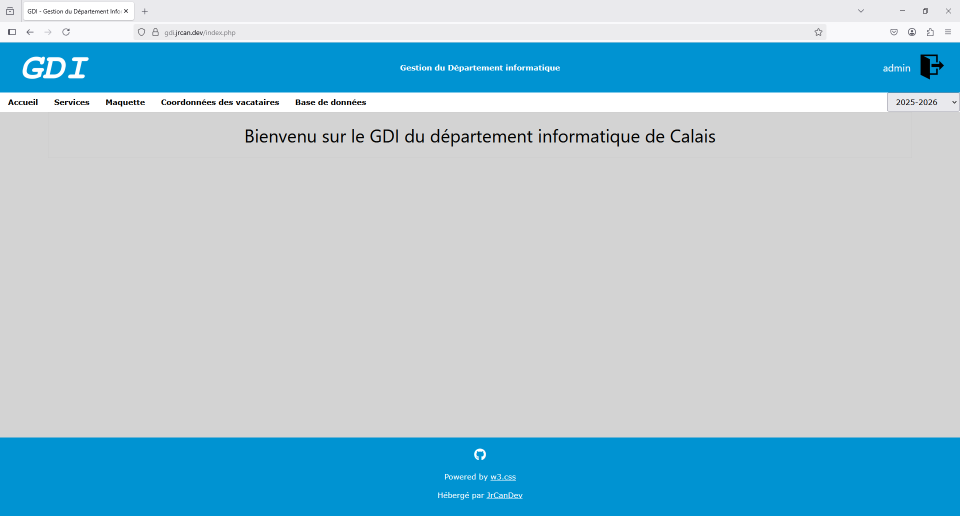 GDI - Gestion du Département Info
gdi.jrcan.dev/index.php
GDI
Gestion du Département informatique
admin
Accueil Services Maquette Coordonnées des vacataires Base de données 2025-2026
Bienvenu sur le GDI du département informatique de Calais
Powered by w3.css
Hébergé par JrCanDev